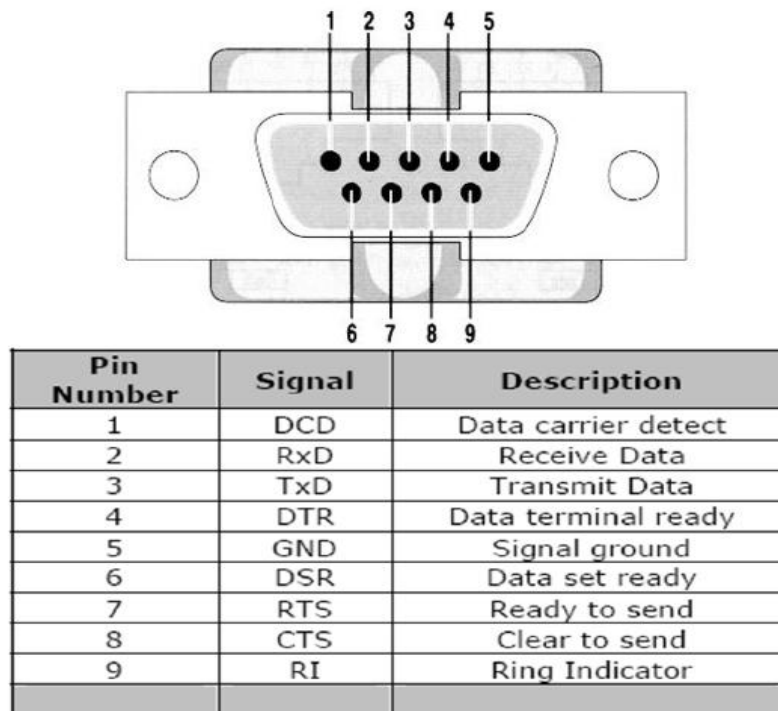 1 2 3 4 5
6 7 8 9
Pin Number Signal Description
1 DCD Data carrier detect
2 RxD Receive Data
3 TxD Transmit Data
4 DTR Data terminal ready
5 GND Signal ground
6 DSR Data set ready
7 RTS Ready to send
8 CTS Clear to send
9 RI Ring Indicator